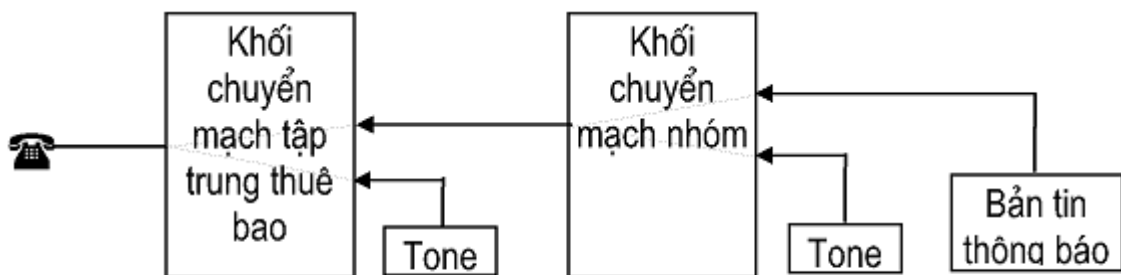 Khối
chuyển
mạch tập
trung thuê
bao
Tone
Khối
chuyển
mạch nhóm
Tone
Bản tin
thông báo